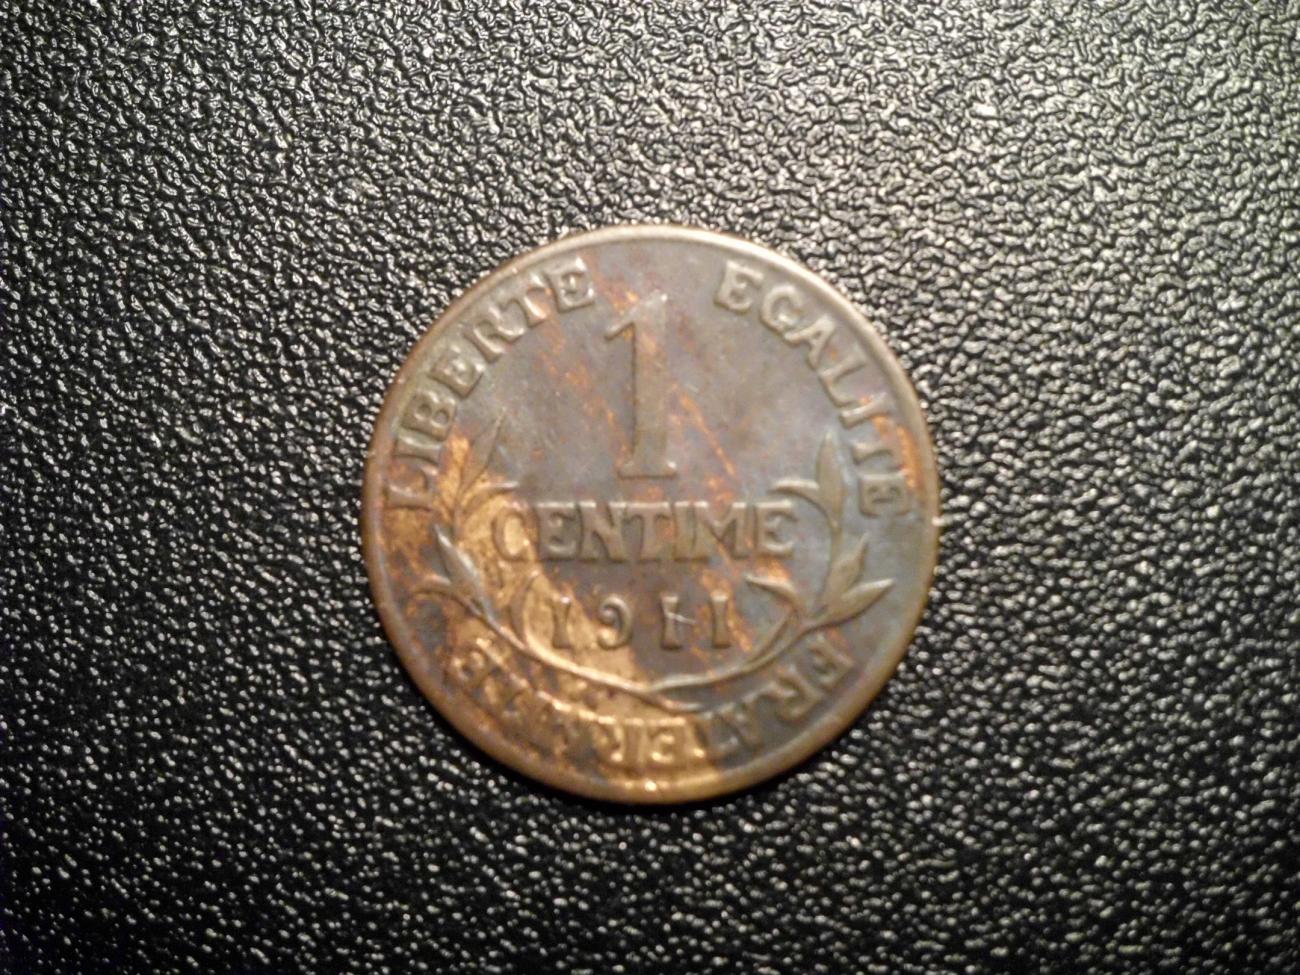 LIBERTE EGALITE
1
CENTIME
1911
FRATERNITE